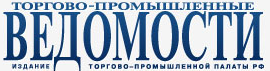 ТОРГОВО-ПРОМЫШЛЕННЫЕ
ВЕДОМОСТИ
ИЗДАНИЕ ТОРГОВО-ПРОМЫШЛЕННОЙ ПАЛАТЫ РФ